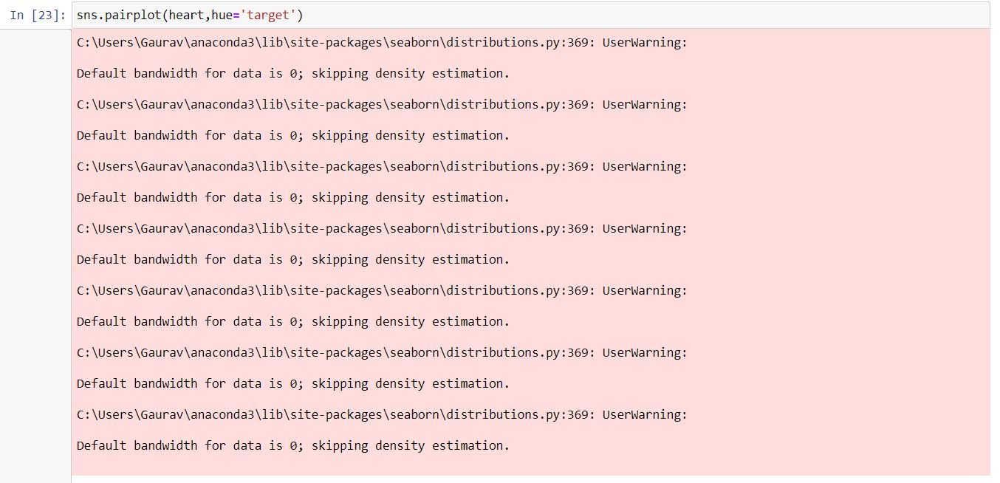 In [23]: sns.pairplot(heart,hue='target')
C:\Users\Gaurav\anaconda3\lib\site-packages\seaborn\distributions.py:369: UserWarning:
Default bandwidth for data is 0; skipping density estimation.
C:\Users\Gaurav\anaconda3\lib\site-packages\seaborn\distributions.py:369: UserWarning:
Default bandwidth for data is 0; skipping density estimation.
C:\Users\Gaurav\anaconda3\lib\site-packages\seaborn\distributions.py:369: UserWarning:
Default bandwidth for data is 0; skipping density estimation.
C:\Users\Gaurav\anaconda3\lib\site-packages\seaborn\distributions.py:369: UserWarning:
Default bandwidth for data is 0; skipping density estimation.
C:\Users\Gaurav\anaconda3\lib\site-packages\seaborn\distributions.py:369: UserWarning:
Default bandwidth for data is 0; skipping density estimation.
C:\Users\Gaurav\anaconda3\lib\site-packages\seaborn\distributions.py:369: UserWarning:
Default bandwidth for data is 0; skipping density estimation.
C:\Users\Gaurav\anaconda3\lib\site-packages\seaborn\distributions.py:369: UserWarning:
Default bandwidth for data is 0; skipping density estimation.